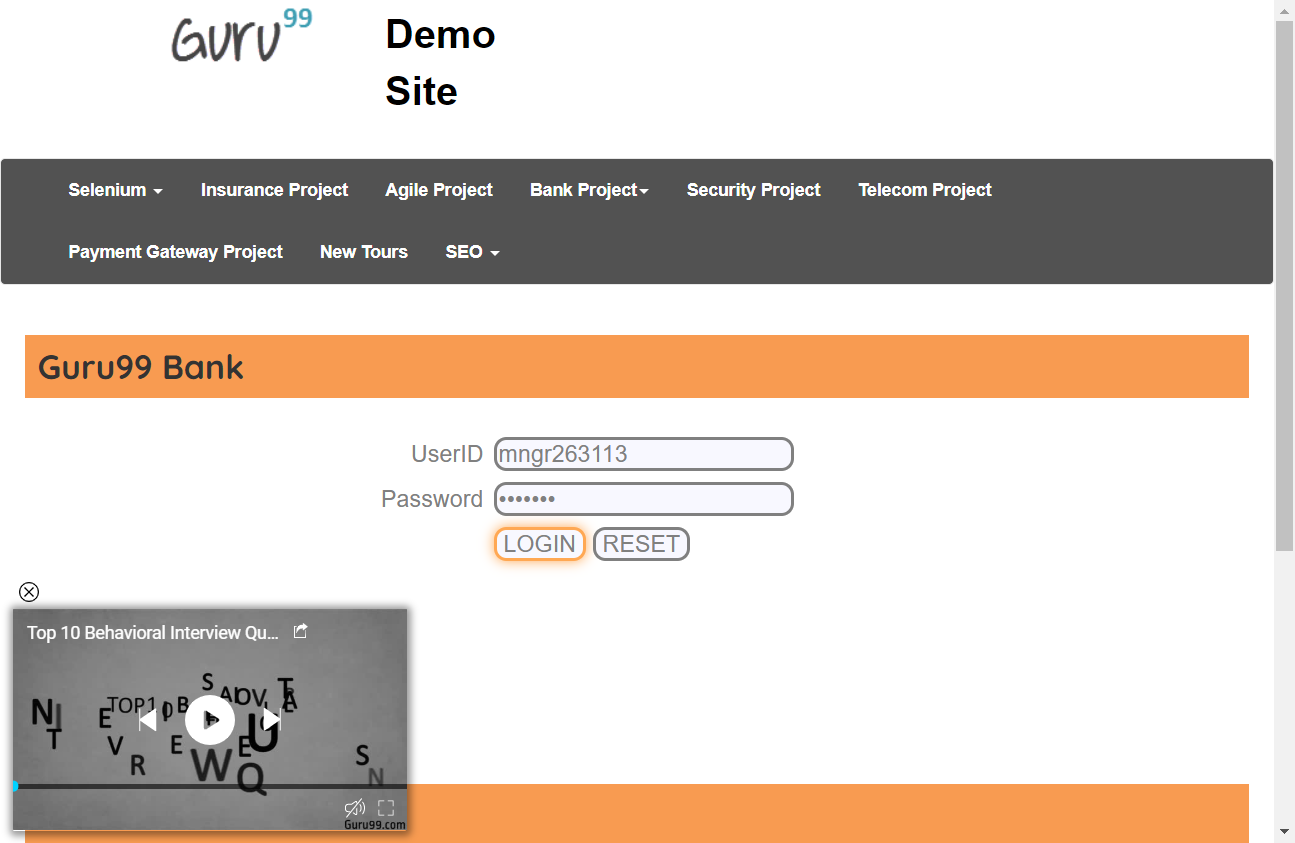 Guru99
Demo
Site
Selenium
Insurance Project
Agile Project
Bank Project
Security Project
Telecom Project
Payment Gateway Project
New Tours
SEO
Guru99 Bank
UserID
mngr263113
Password
•••••••
LOGIN
RESET
Top 10 Behavioral Interview Qu...
Guru99.com